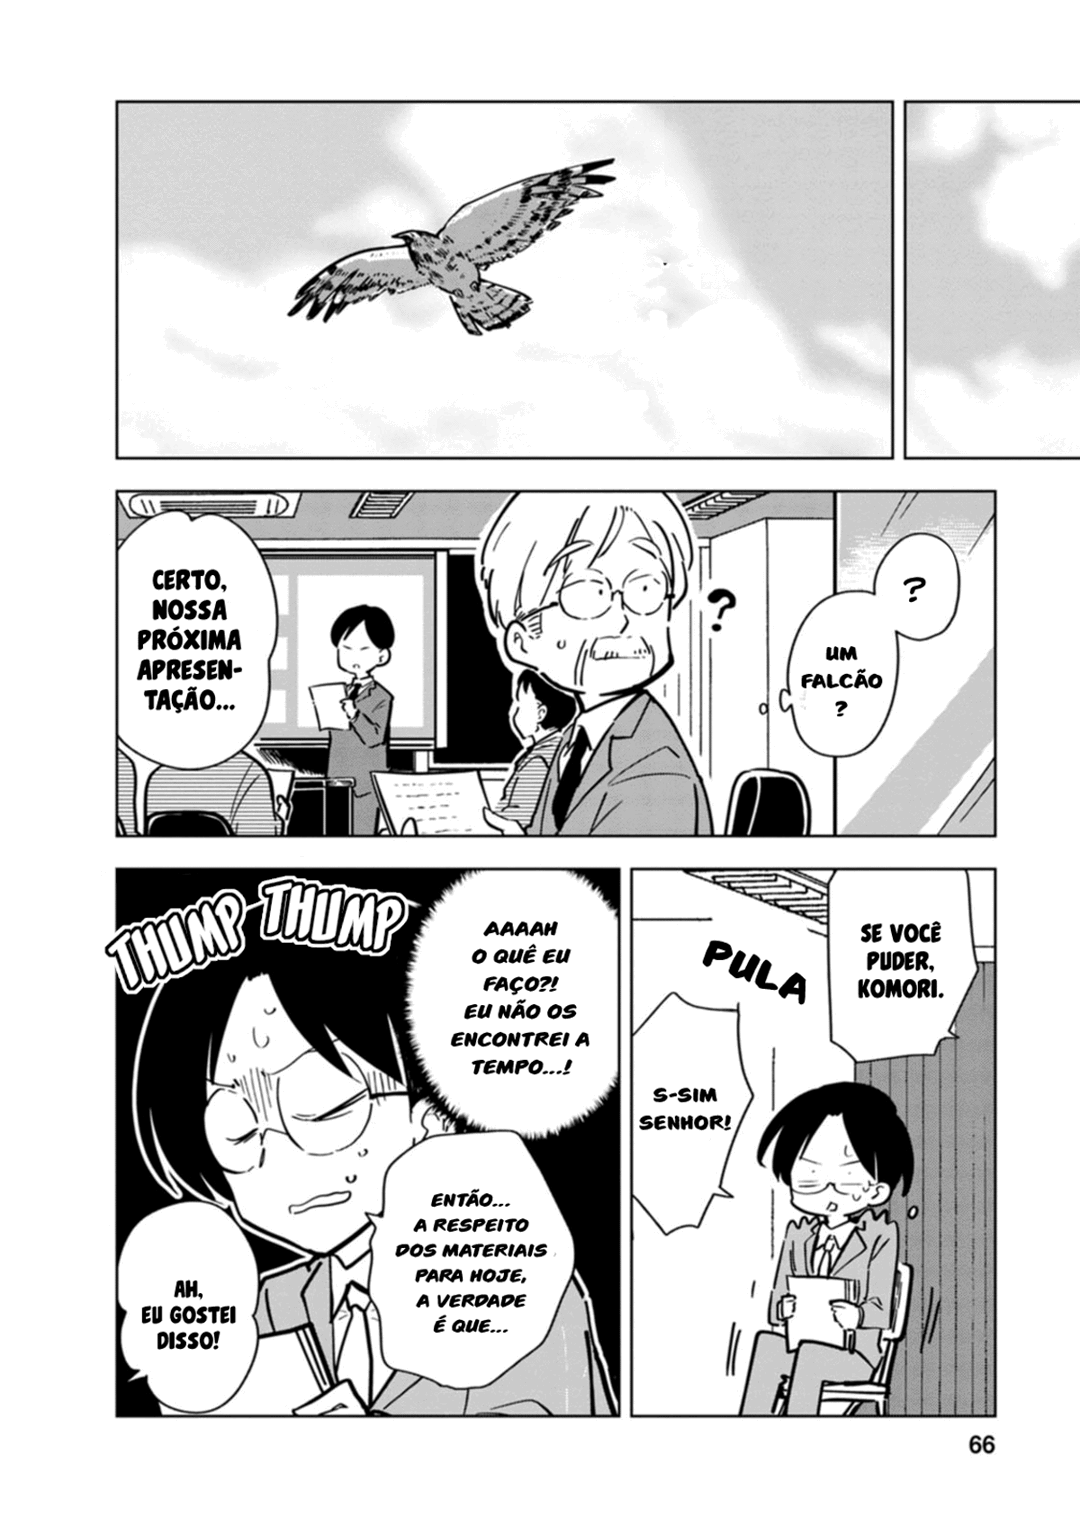 ?
UM
FALCÃO
?
?
CERTO,
NOSSA
PRÓXIMA
APRESEN-
TAÇÃO...
SE VOCÊ
PUDER,
KOMORI.
PULA
S-SIM
SENHOR!
AAAAH
O QUÊ EU
FAÇO?!
EU NÃO OS
ENCONTREI A
TEMPO...!
THUMP THUMP
ENTÃO...
A RESPEITO
DOS MATERIAIS
PARA HOJE,
A VERDADE
É QUE...
AH,
EU GOSTEI
DISSO!
66